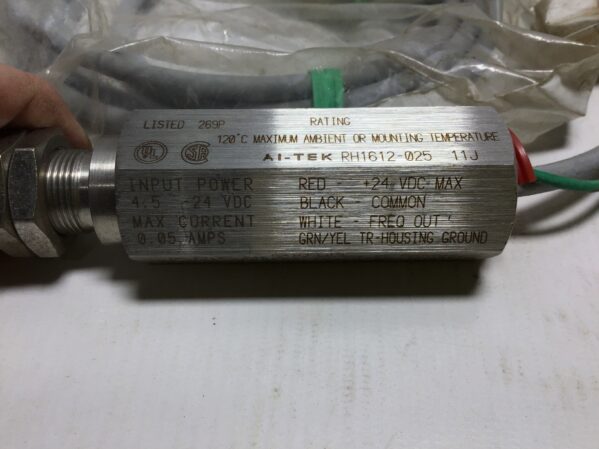 LISTED 269P RATING
120°C MAXIMUM AMBIENT OR MOUNTING TEMPERATURE
UL SA AI-TEK RH1612-025 11J
INPUT POWER RED - +24 VDC MAX
4.5 -24 VDC BLACK - COMMON
MAX CURRENT WHITE - FREQ OUT
0.05 AMPS GRN/YEL TR-HOUSING GROUND